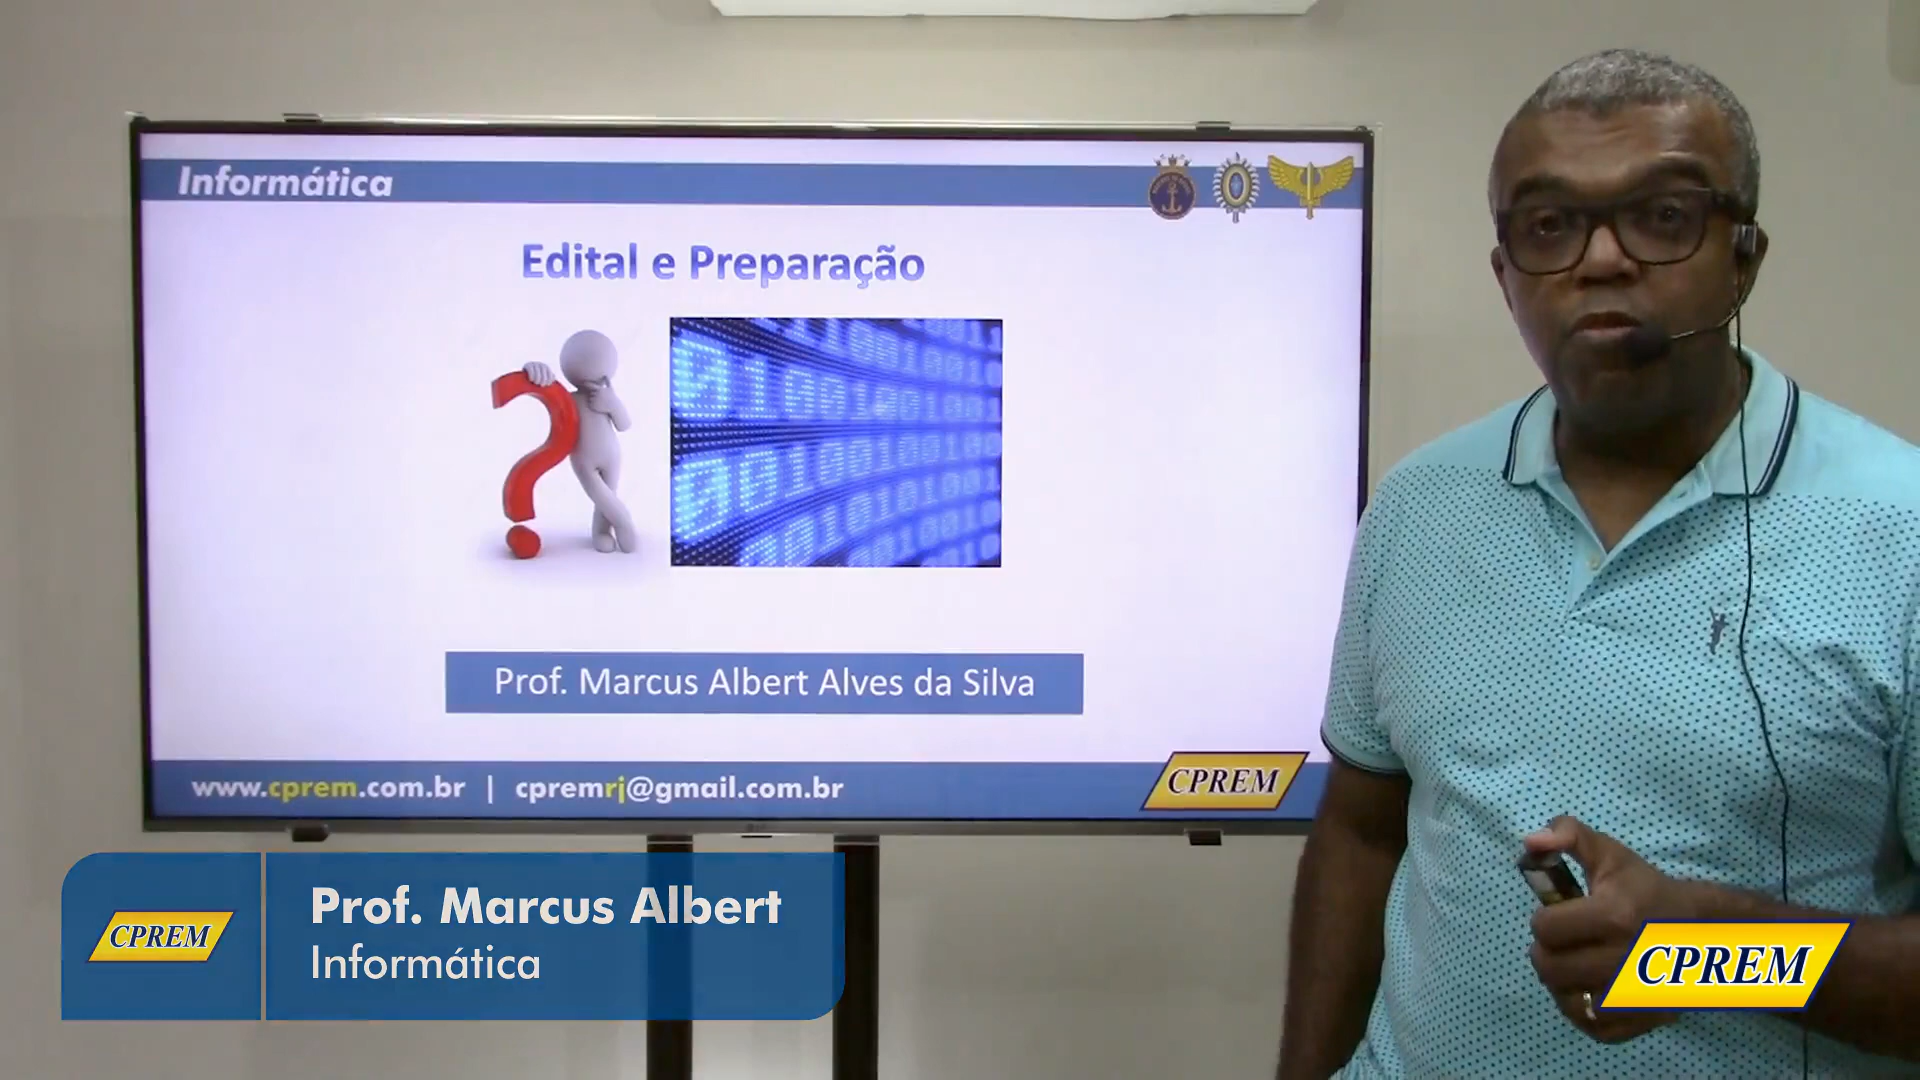 Informática
Edital e Preparação
Prof. Marcus Albert Alves da Silva
www.cprem.com.br | cpremrj@gmail.com.br
CPREM
CPREM
Prof. Marcus Albert
Informática
CPREM